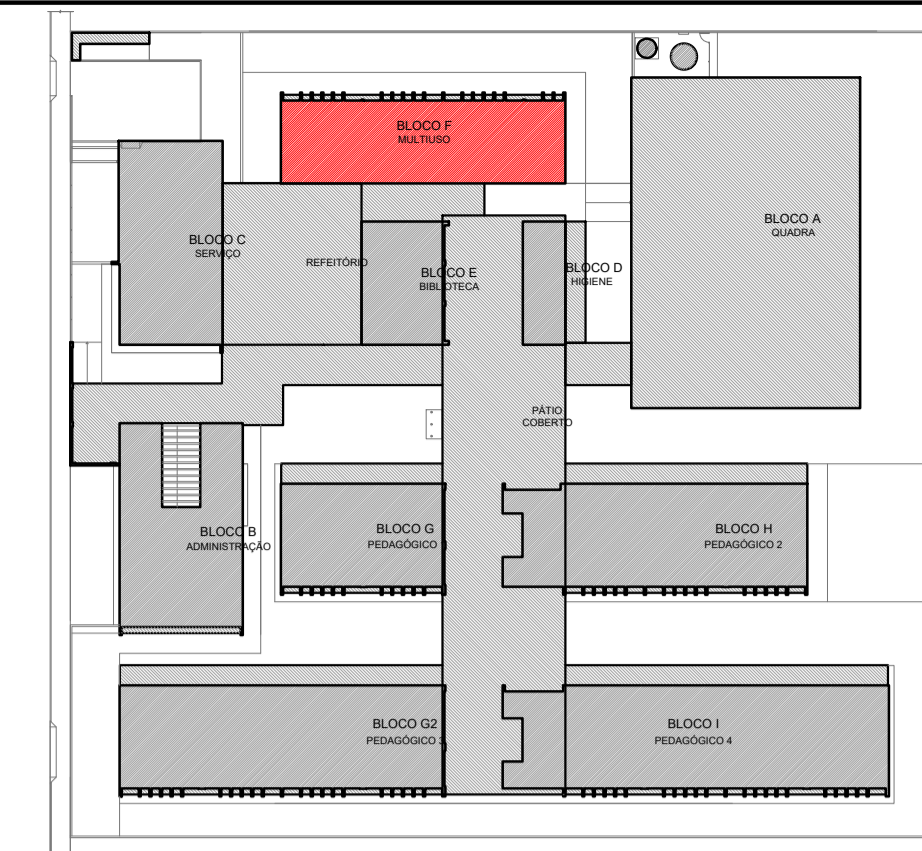 BLOCO F
MULTIUSO
BLOCO A
QUADRA
BLOCO C
SERVIÇO
REFEITÓRIO
BLOCO E
BIBLIOTECA
BLOCO D
HIGIENE
PÁTIO
COBERTO
BLOCO B
ADMINISTRAÇÃO
BLOCO G
PEDAGÓGICO
BLOCO H
PEDAGÓGICO 2
BLOCO G2
PEDAGÓGICO 3
BLOCO I
PEDAGÓGICO 4